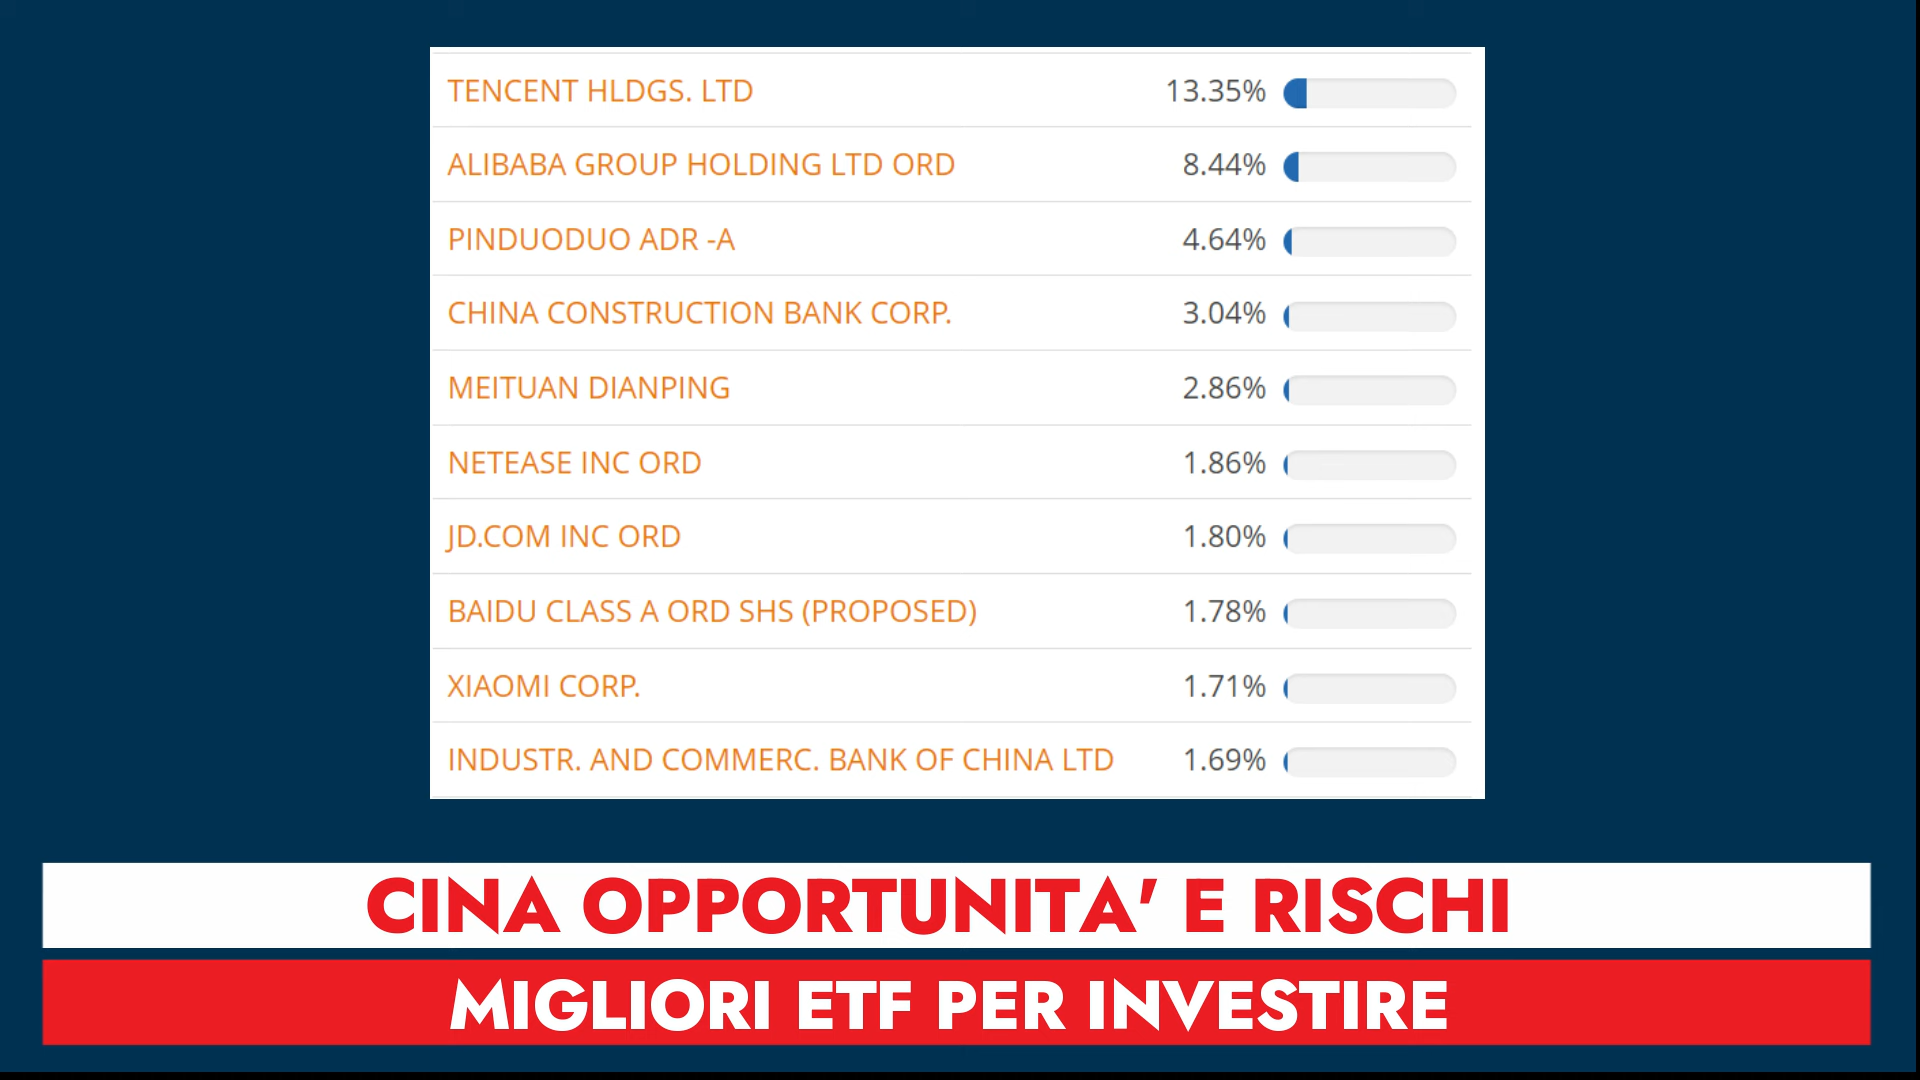 TENCENT HLDGS. LTD 13.35%
ALIBABA GROUP HOLDING LTD ORD 8.44%
PINDUODUO ADR -A 4.64%
CHINA CONSTRUCTION BANK CORP. 3.04%
MEITUAN DIANPING 2.86%
NETEASE INC ORD 1.86%
JD.COM INC ORD 1.80%
BAIDU CLASS A ORD SHS (PROPOSED) 1.78%
XIAOMI CORP. 1.71%
INDUSTR. AND COMMERC. BANK OF CHINA LTD 1.69%
CINA OPPORTUNITA' E RISCHI
MIGLIORI ETF PER INVESTIRE